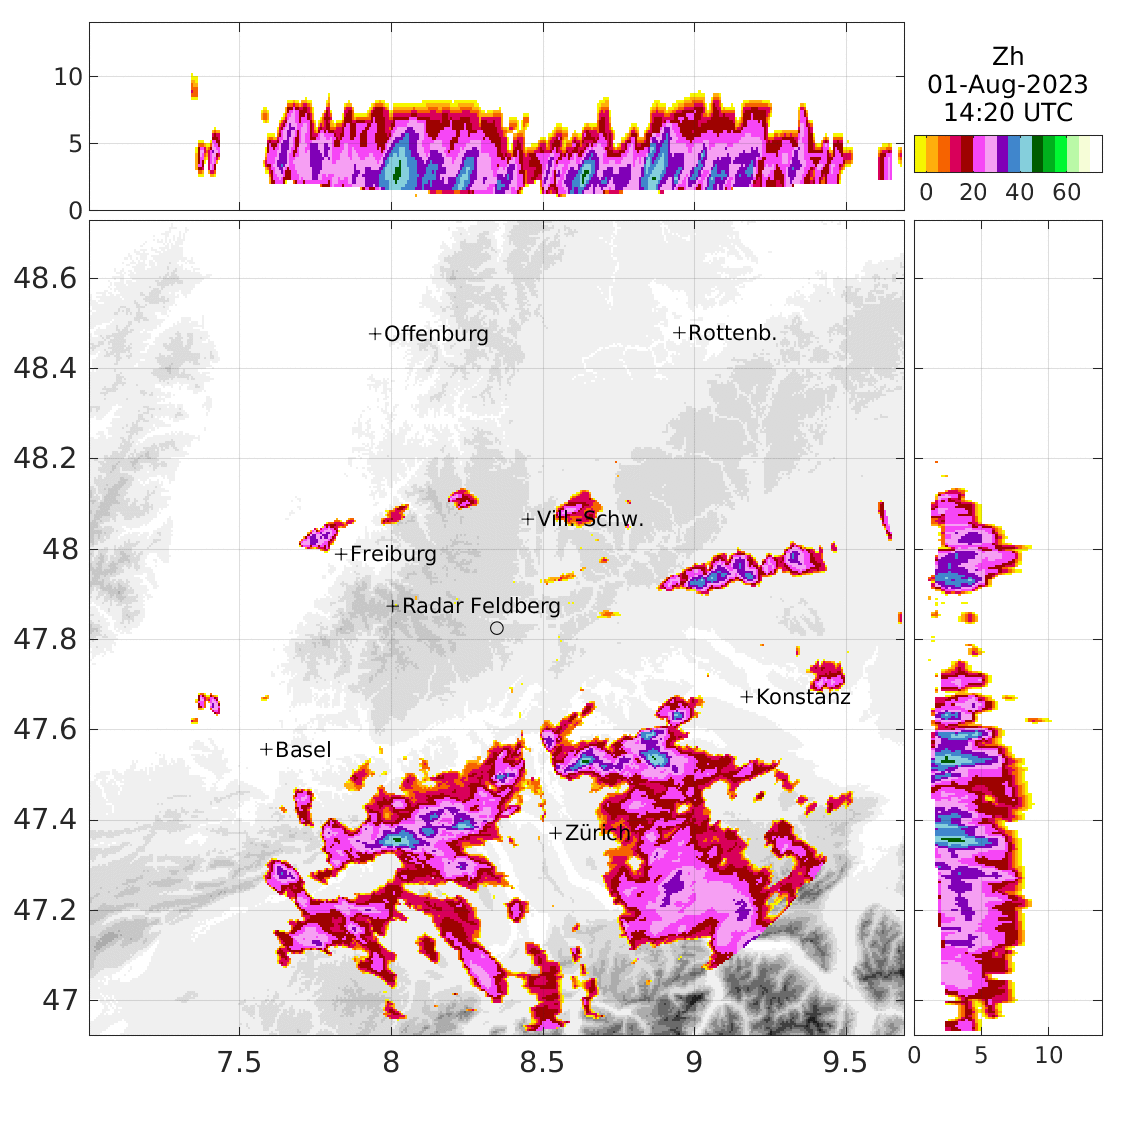 10
5
0
Zh
01-Aug-2023
14:20 UTC
0 20 40 60
48.6
48.4
48.2
48
47.8
47.6
47.4
47.2
47
+Offenburg
+Rottenb.
+Vill.-Schw.
+Freiburg
+Radar Feldberg
+Konstanz
+Basel
+Zürich
7.5 8 8.5 9 9.5
0 5 10